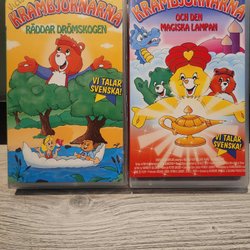 KRAMBJÖRNARNA
RÄDDAR DRÖMSKOGEN
VI TALAR
SVENSKA!
KRAMBJÖRNARNA
OCH DEN
MAGISKA LAMPAN
VI TALAR
SVENSKA!